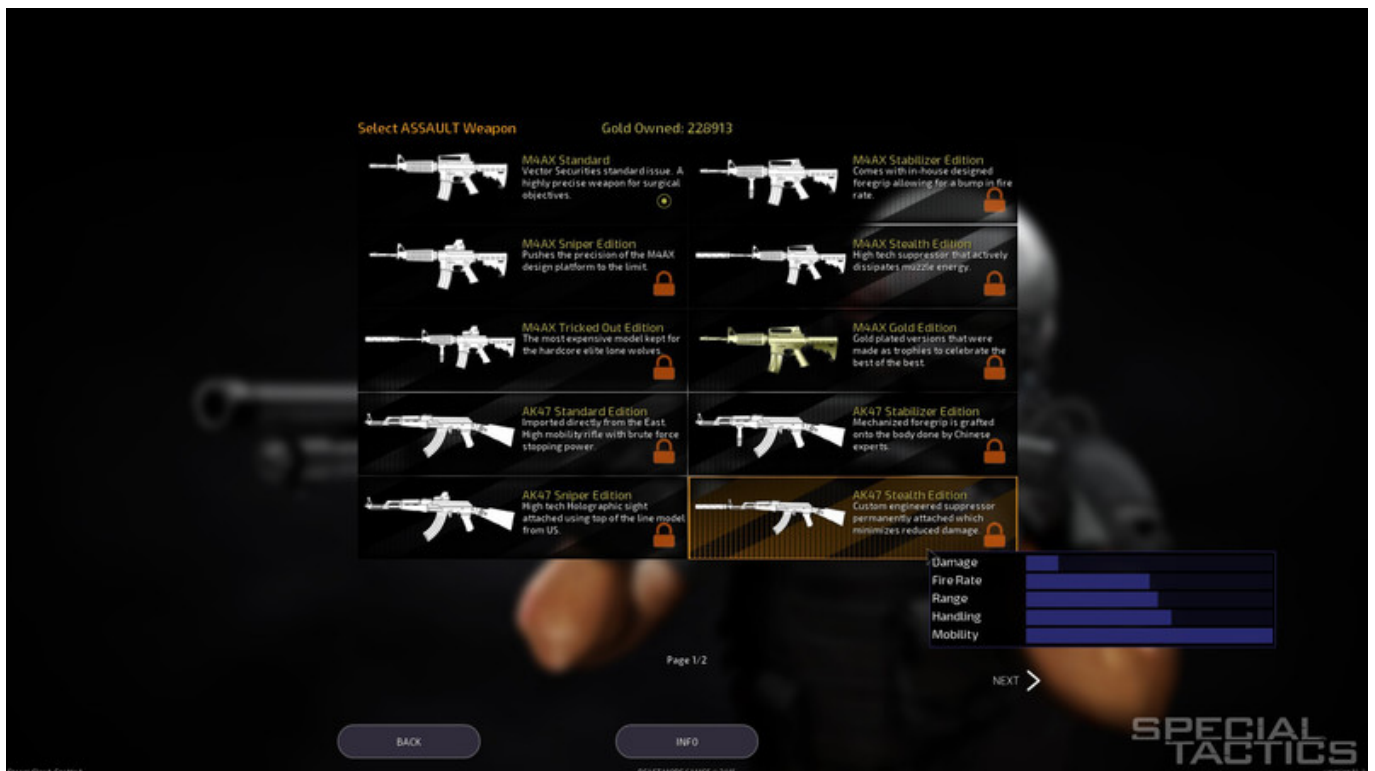 Select ASSAULT Weapon
Gold Owned: 228913
M4AX Standard
Vector Securities standard issue. A
highly precise weapon for surgical
objectives.
M4AX Stabilizer Edition
Comes with in-house designed
foregrip allowing for a bump in fire
rate.
M4AX Sniper Edition
Pushes the precision of the M4AX
design platform to the limit.
M4AX Stealth Edition
High tech suppressor that actively
dissipates muzzle energy.
M4AX Tricked Out Edition
The most expensive model kept for
the hardcore elite lone wolves.
M4AX Gold Edition
Gold plated versions that were
made as trophies to celebrate the
best of the best.
AK47 Standard Edition
Imported directly from the East.
High mobility rifle with brute force
stopping power.
AK47 Stabilizer Edition
Mechanized foregrip is grafted
onto the body done by Chinese
experts.
AK47 Sniper Edition
High tech Holographic sight
attached using top of the line model
from US.
AK47 Stealth Edition
Custom engineered suppressor
permanently attached which
minimizes reduced damage.
Damage
Fire Rate
Range
Handling
Mobility
Page 1/2
NEXT
BACK
INFO
SPECIAL
TACTICS